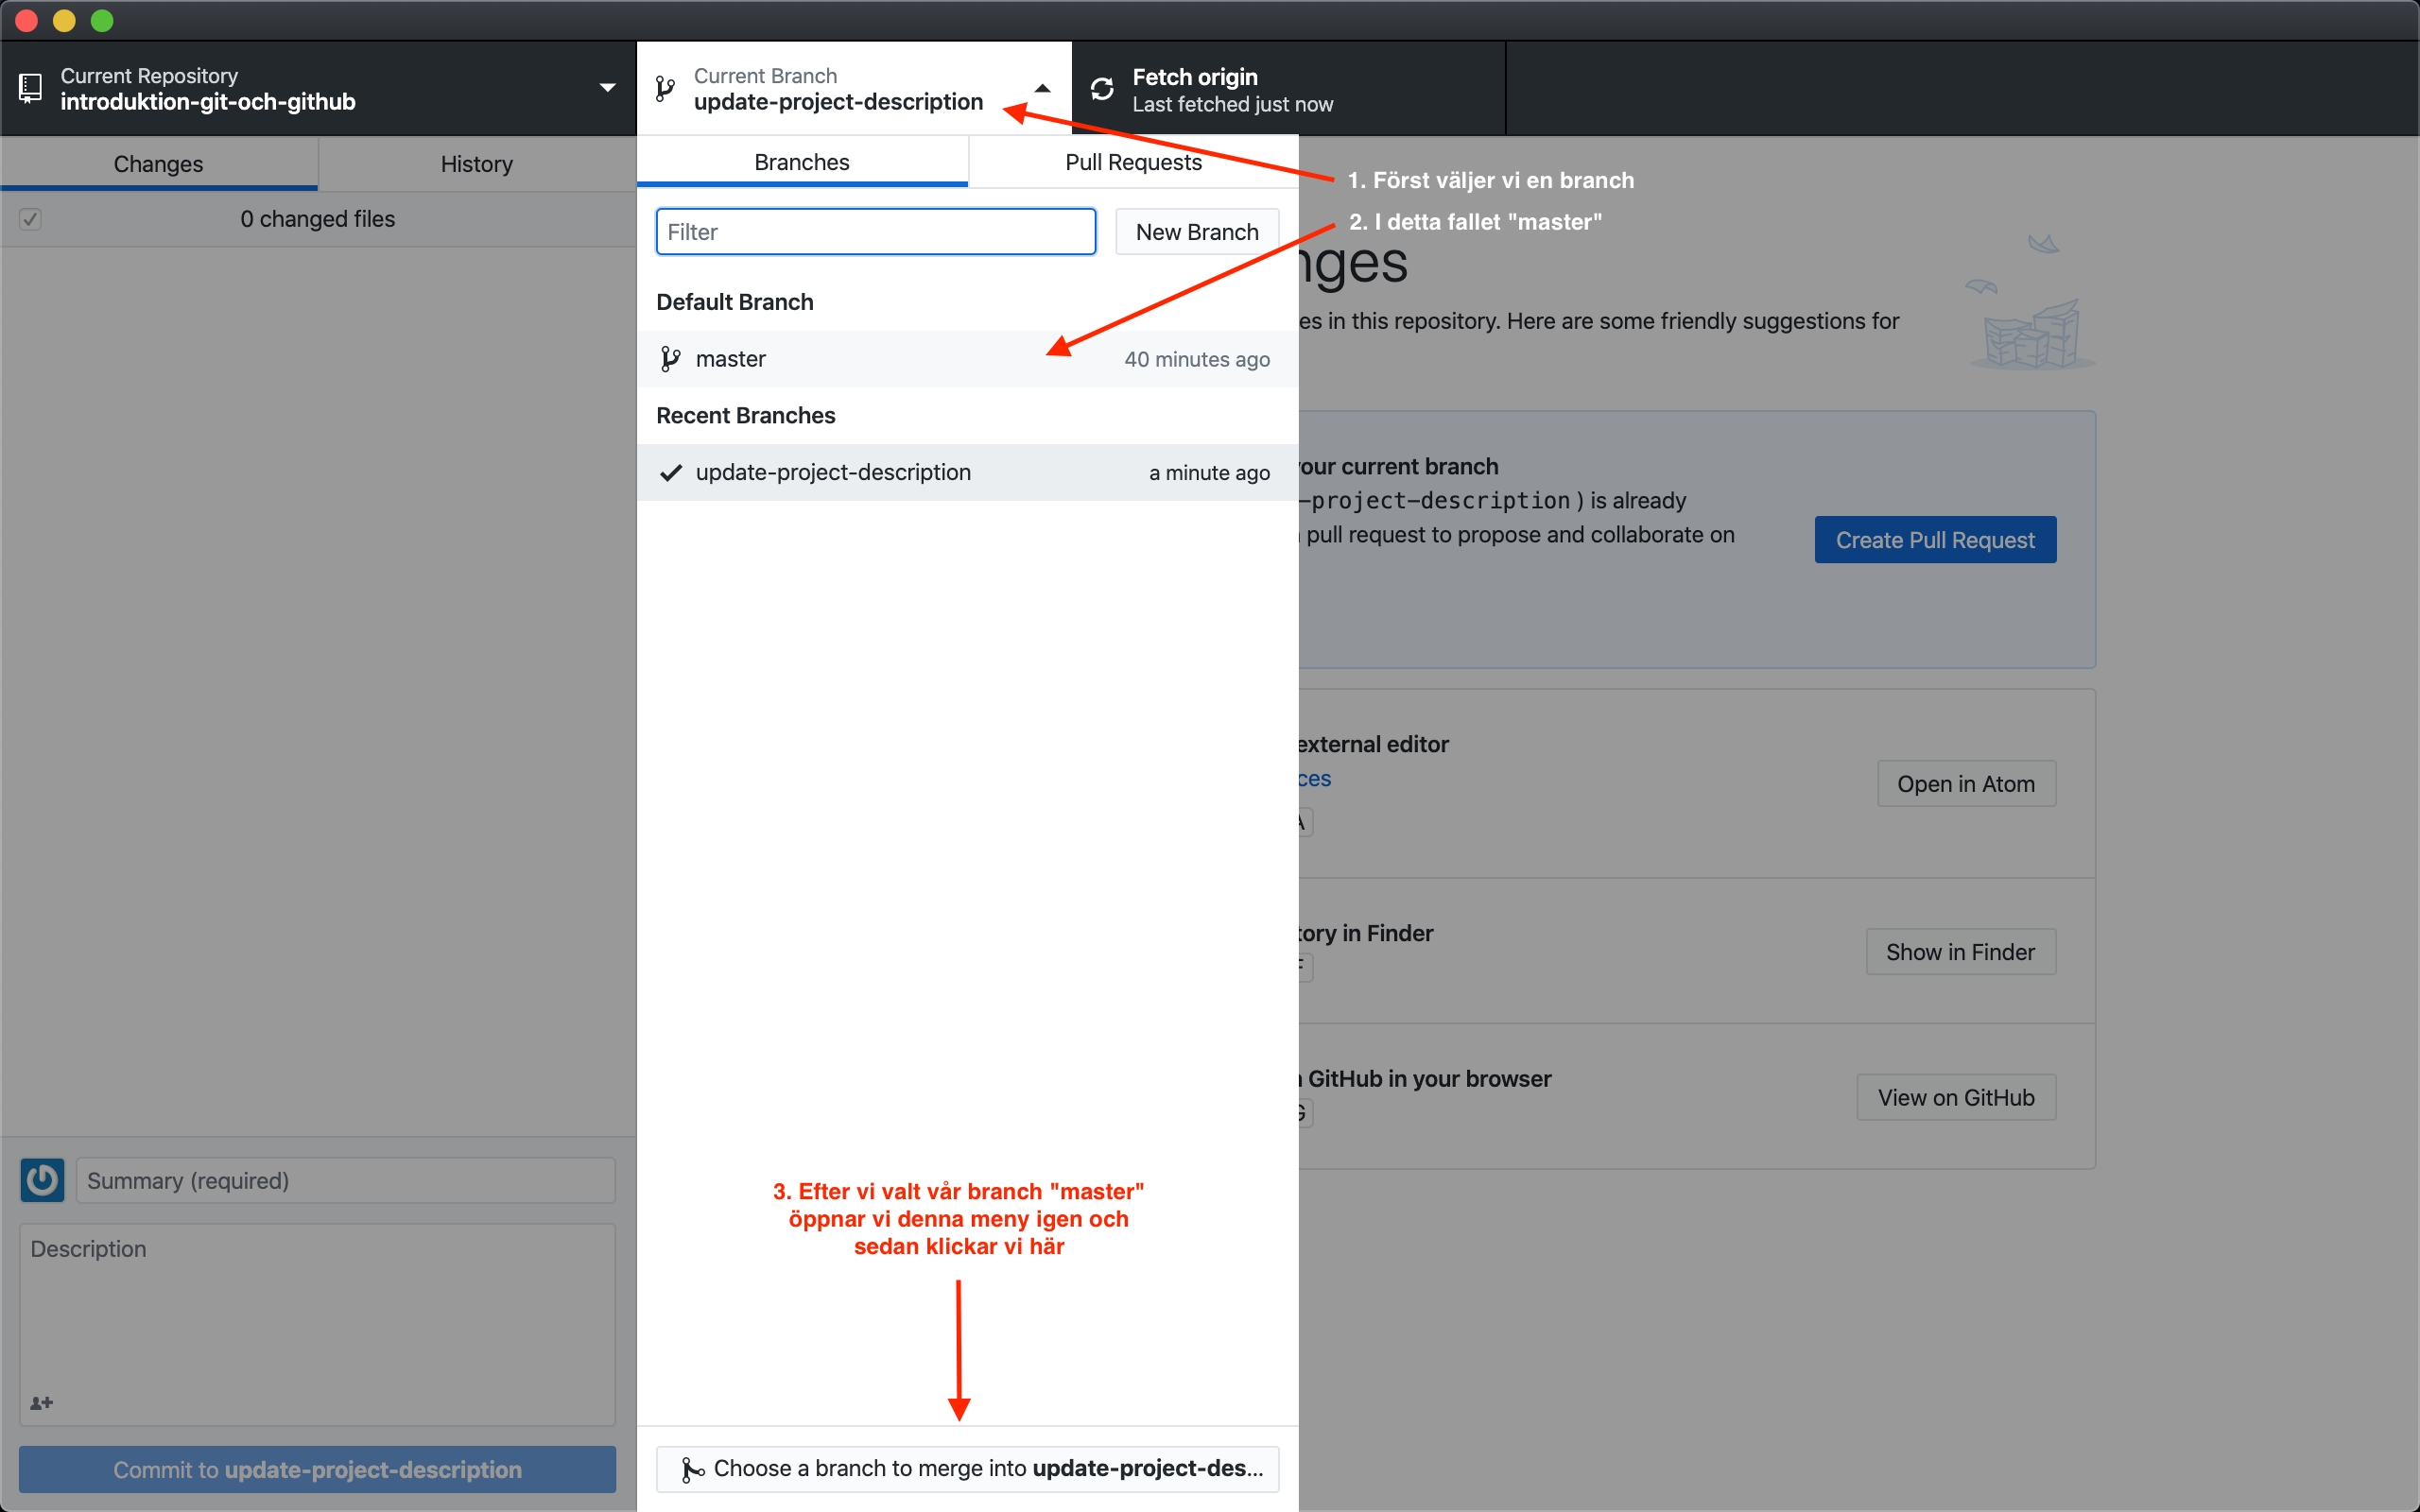 Current Repository
introduktion-git-och-github
Current Branch
update-project-description
Fetch origin
Last fetched just now
Changes
History
0 changed files
Branches
Pull Requests
1. Först väljer vi en branch
2. I detta fallet "master"
Filter
New Branch
nges
Default Branch
es in this repository. Here are some friendly suggestions for
master
40 minutes ago
Recent Branches
update-project-description
a minute ago
our current branch
-project-description) is already
pull request to propose and collaborate on
Create Pull Request
external editor
ces
A
Open in Atom
tory in Finder
F
Show in Finder
GitHub in your browser
G
View on GitHub
3. Efter vi valt vår branch "master"
öppnar vi denna meny igen och
sedan klickar vi här
Summary (required)
Description
Commit to update-project-description
Choose a branch to merge into update-project-des...